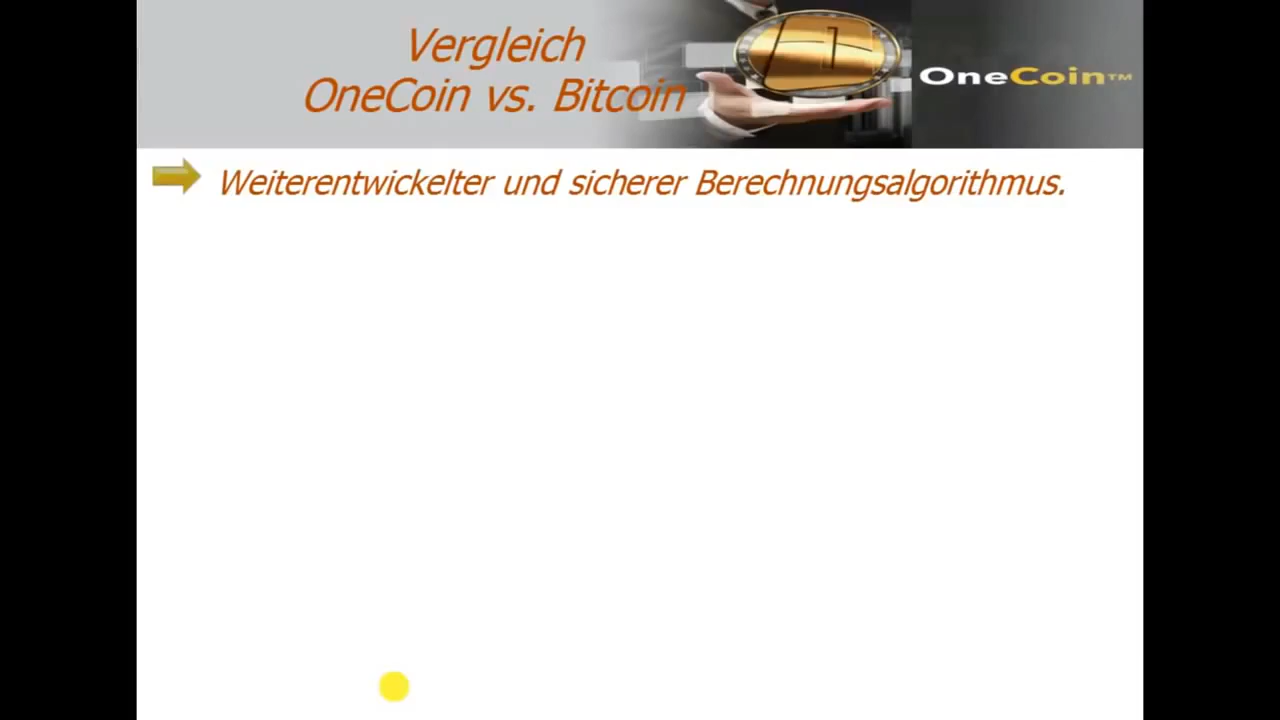 Vergleich
OneCoin vs. Bitcoin
OneCoin™
Weiterentwickelter und sicherer Berechnungsalgorithmus.